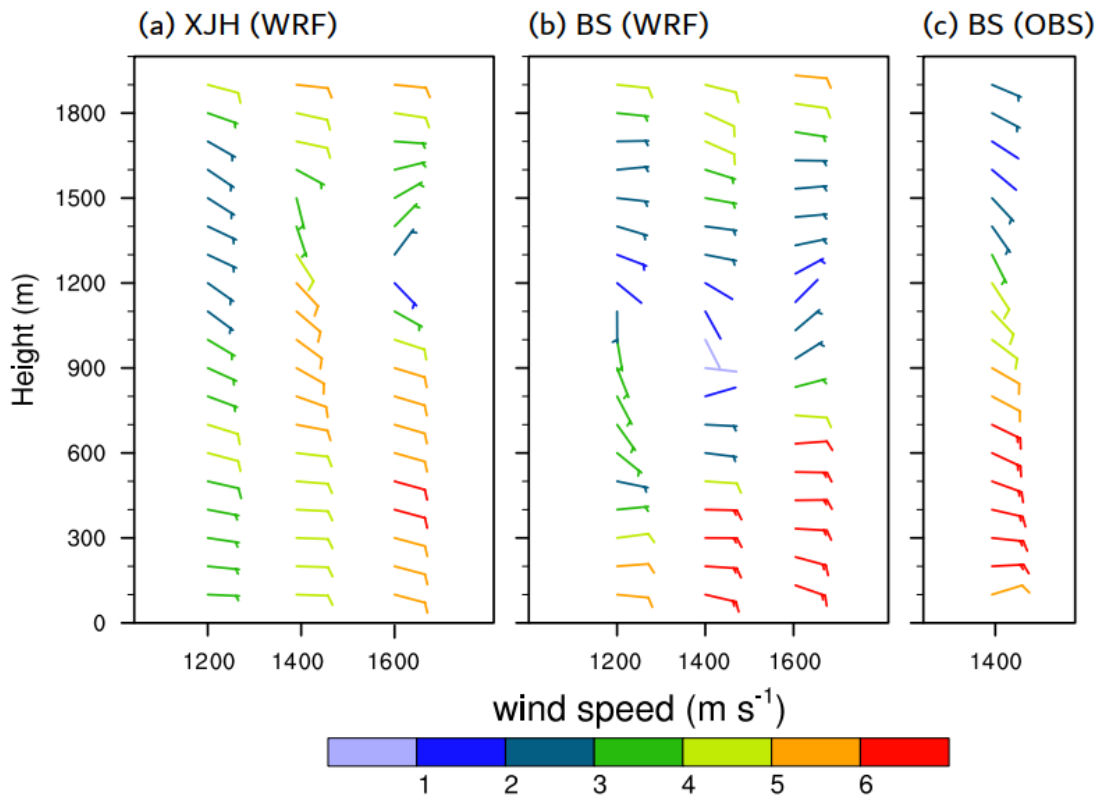 (a) XJH (WRF)
(b) BS (WRF)
(c) BS (OBS)
Height (m)
1800
1500
1200
900
600
300
0
1200 1400 1600
1200 1400 1600
1400
wind speed (m s-1)
1 2 3 4 5 6